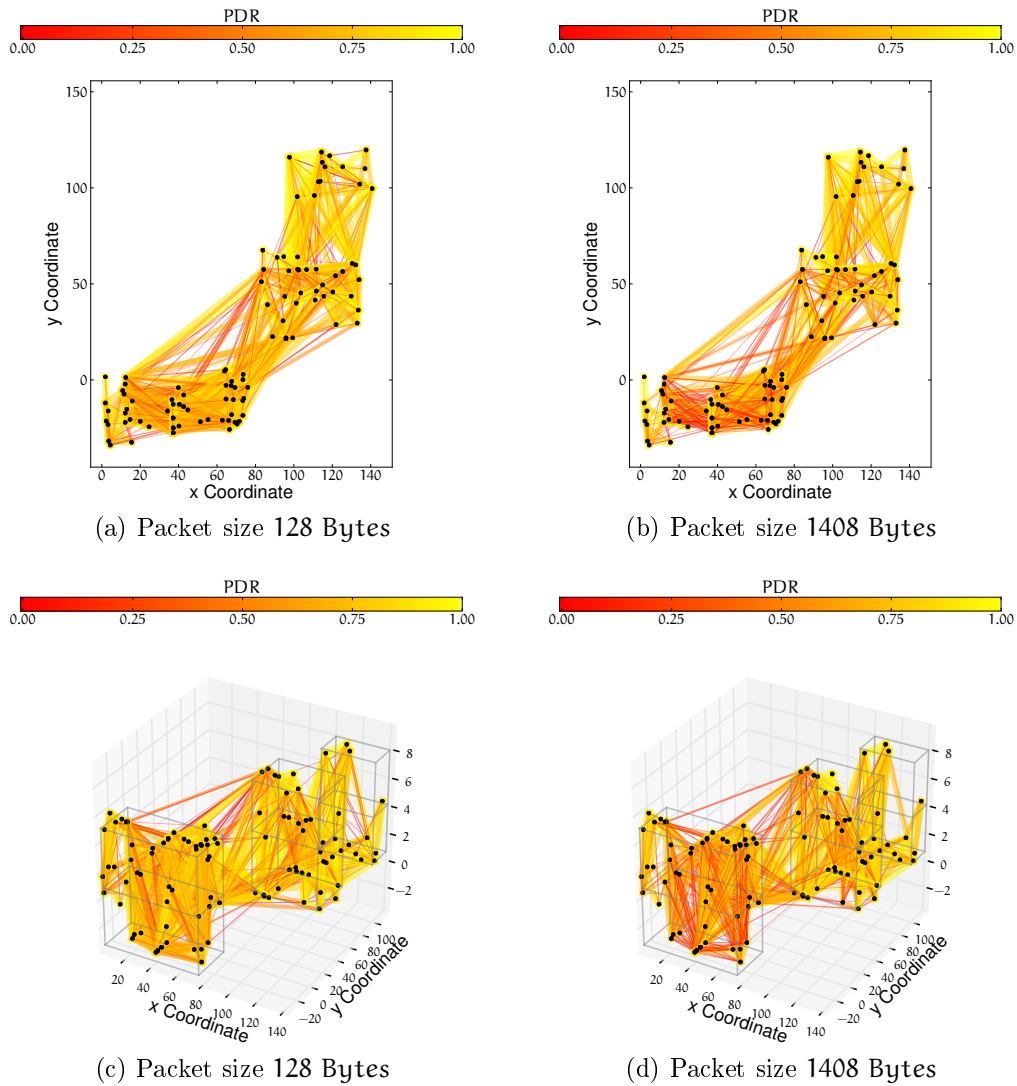 PDR
0.00 0.25 0.50 0.75 1.00
150
100
50
0
y Coordinate
0 20 40 60 80 100 120 140
x Coordinate
(a) Packet size 128 Bytes
PDR
0.00 0.25 0.50 0.75 1.00
150
100
50
0
y Coordinate
0 20 40 60 80 100 120 140
x Coordinate
(b) Packet size 1408 Bytes
PDR
0.00 0.25 0.50 0.75 1.00
8
6
4
2
0
−2
20 40 60 80 100 120 140
x Coordinate
−20 0 20 40 60 80 100
y Coordinate
(c) Packet size 128 Bytes
PDR
0.00 0.25 0.50 0.75 1.00
8
6
4
2
0
−2
20 40 60 80 100 120 140
x Coordinate
−20 0 20 40 60 80 100
y Coordinate
(d) Packet size 1408 Bytes